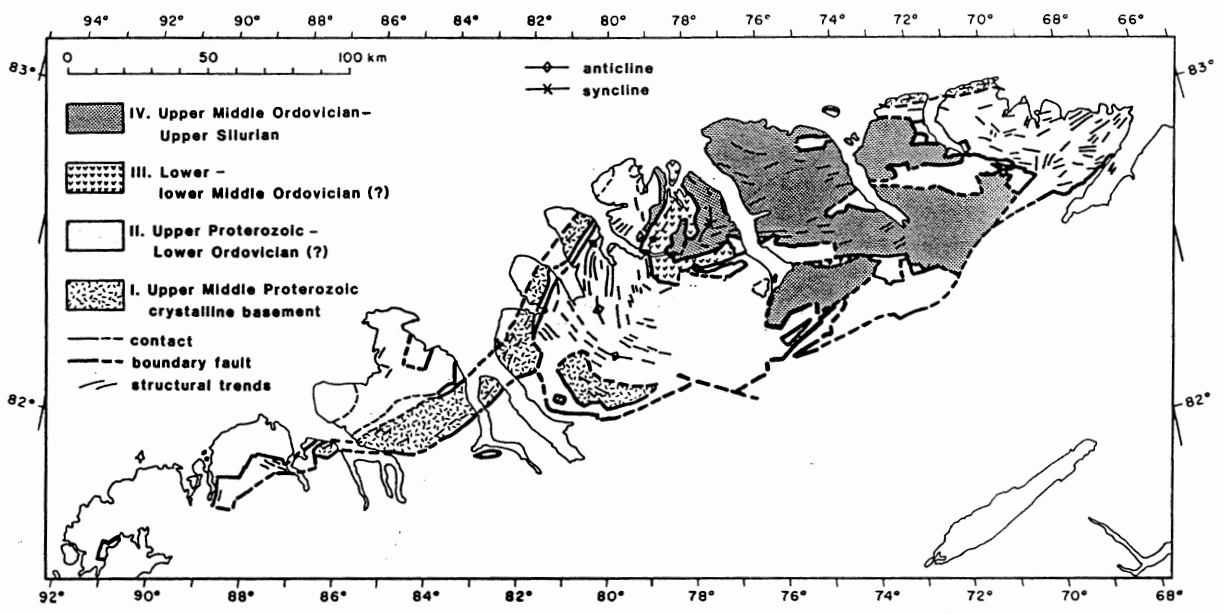 94° 92° 90° 88° 86° 84° 82° 80° 78° 76° 74° 72° 70° 68° 66°
83° 83°
0 50 100 km
anticline
syncline
IV. Upper Middle Ordovician–
Upper Silurian
III. Lower –
lower Middle Ordovician (?)
II. Upper Proterozoic –
Lower Ordovician (?)
I. Upper Middle Proterozoic
crystalline basement
contact
boundary fault
structural trends
82° 82°
92° 90° 88° 86° 84° 82° 80° 78° 76° 74° 72° 70° 68°